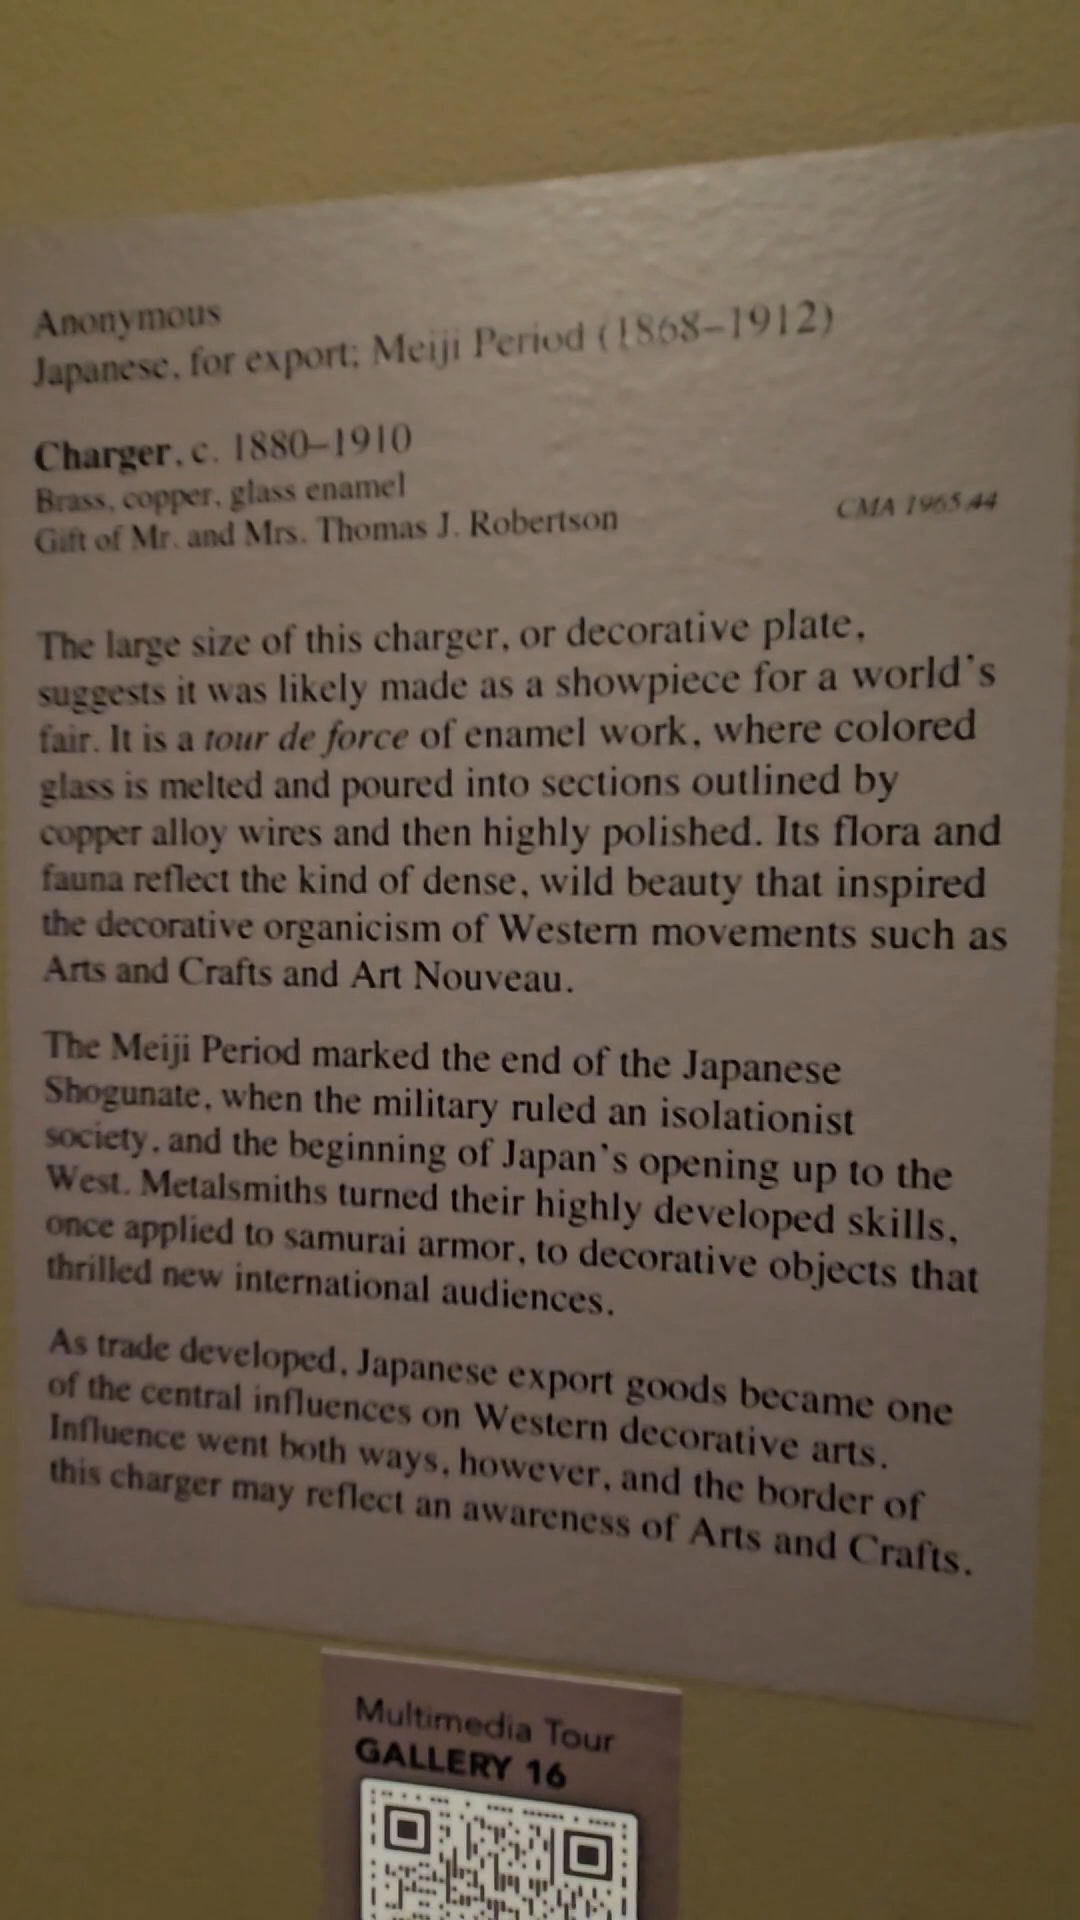 Anonymous
Japanese, for export; Meiji Period (1868–1912)
Charger, c. 1880–1910
Brass, copper, glass enamel
Gift of Mr. and Mrs. Thomas J. Robertson
CMA 1965.44
The large size of this charger, or decorative plate,
suggests it was likely made as a showpiece for a world's
fair. It is a tour de force of enamel work, where colored
glass is melted and poured into sections outlined by
copper alloy wires and then highly polished. Its flora and
fauna reflect the kind of dense, wild beauty that inspired
the decorative organicism of Western movements such as
Arts and Crafts and Art Nouveau.
The Meiji Period marked the end of the Japanese
Shogunate, when the military ruled an isolationist
society, and the beginning of Japan's opening up to the
West. Metalsmiths turned their highly developed skills,
once applied to samurai armor, to decorative objects that
thrilled new international audiences.
As trade developed, Japanese export goods became one
of the central influences on Western decorative arts.
Influence went both ways, however, and the border of
this charger may reflect an awareness of Arts and Crafts.
Multimedia Tour
GALLERY 16